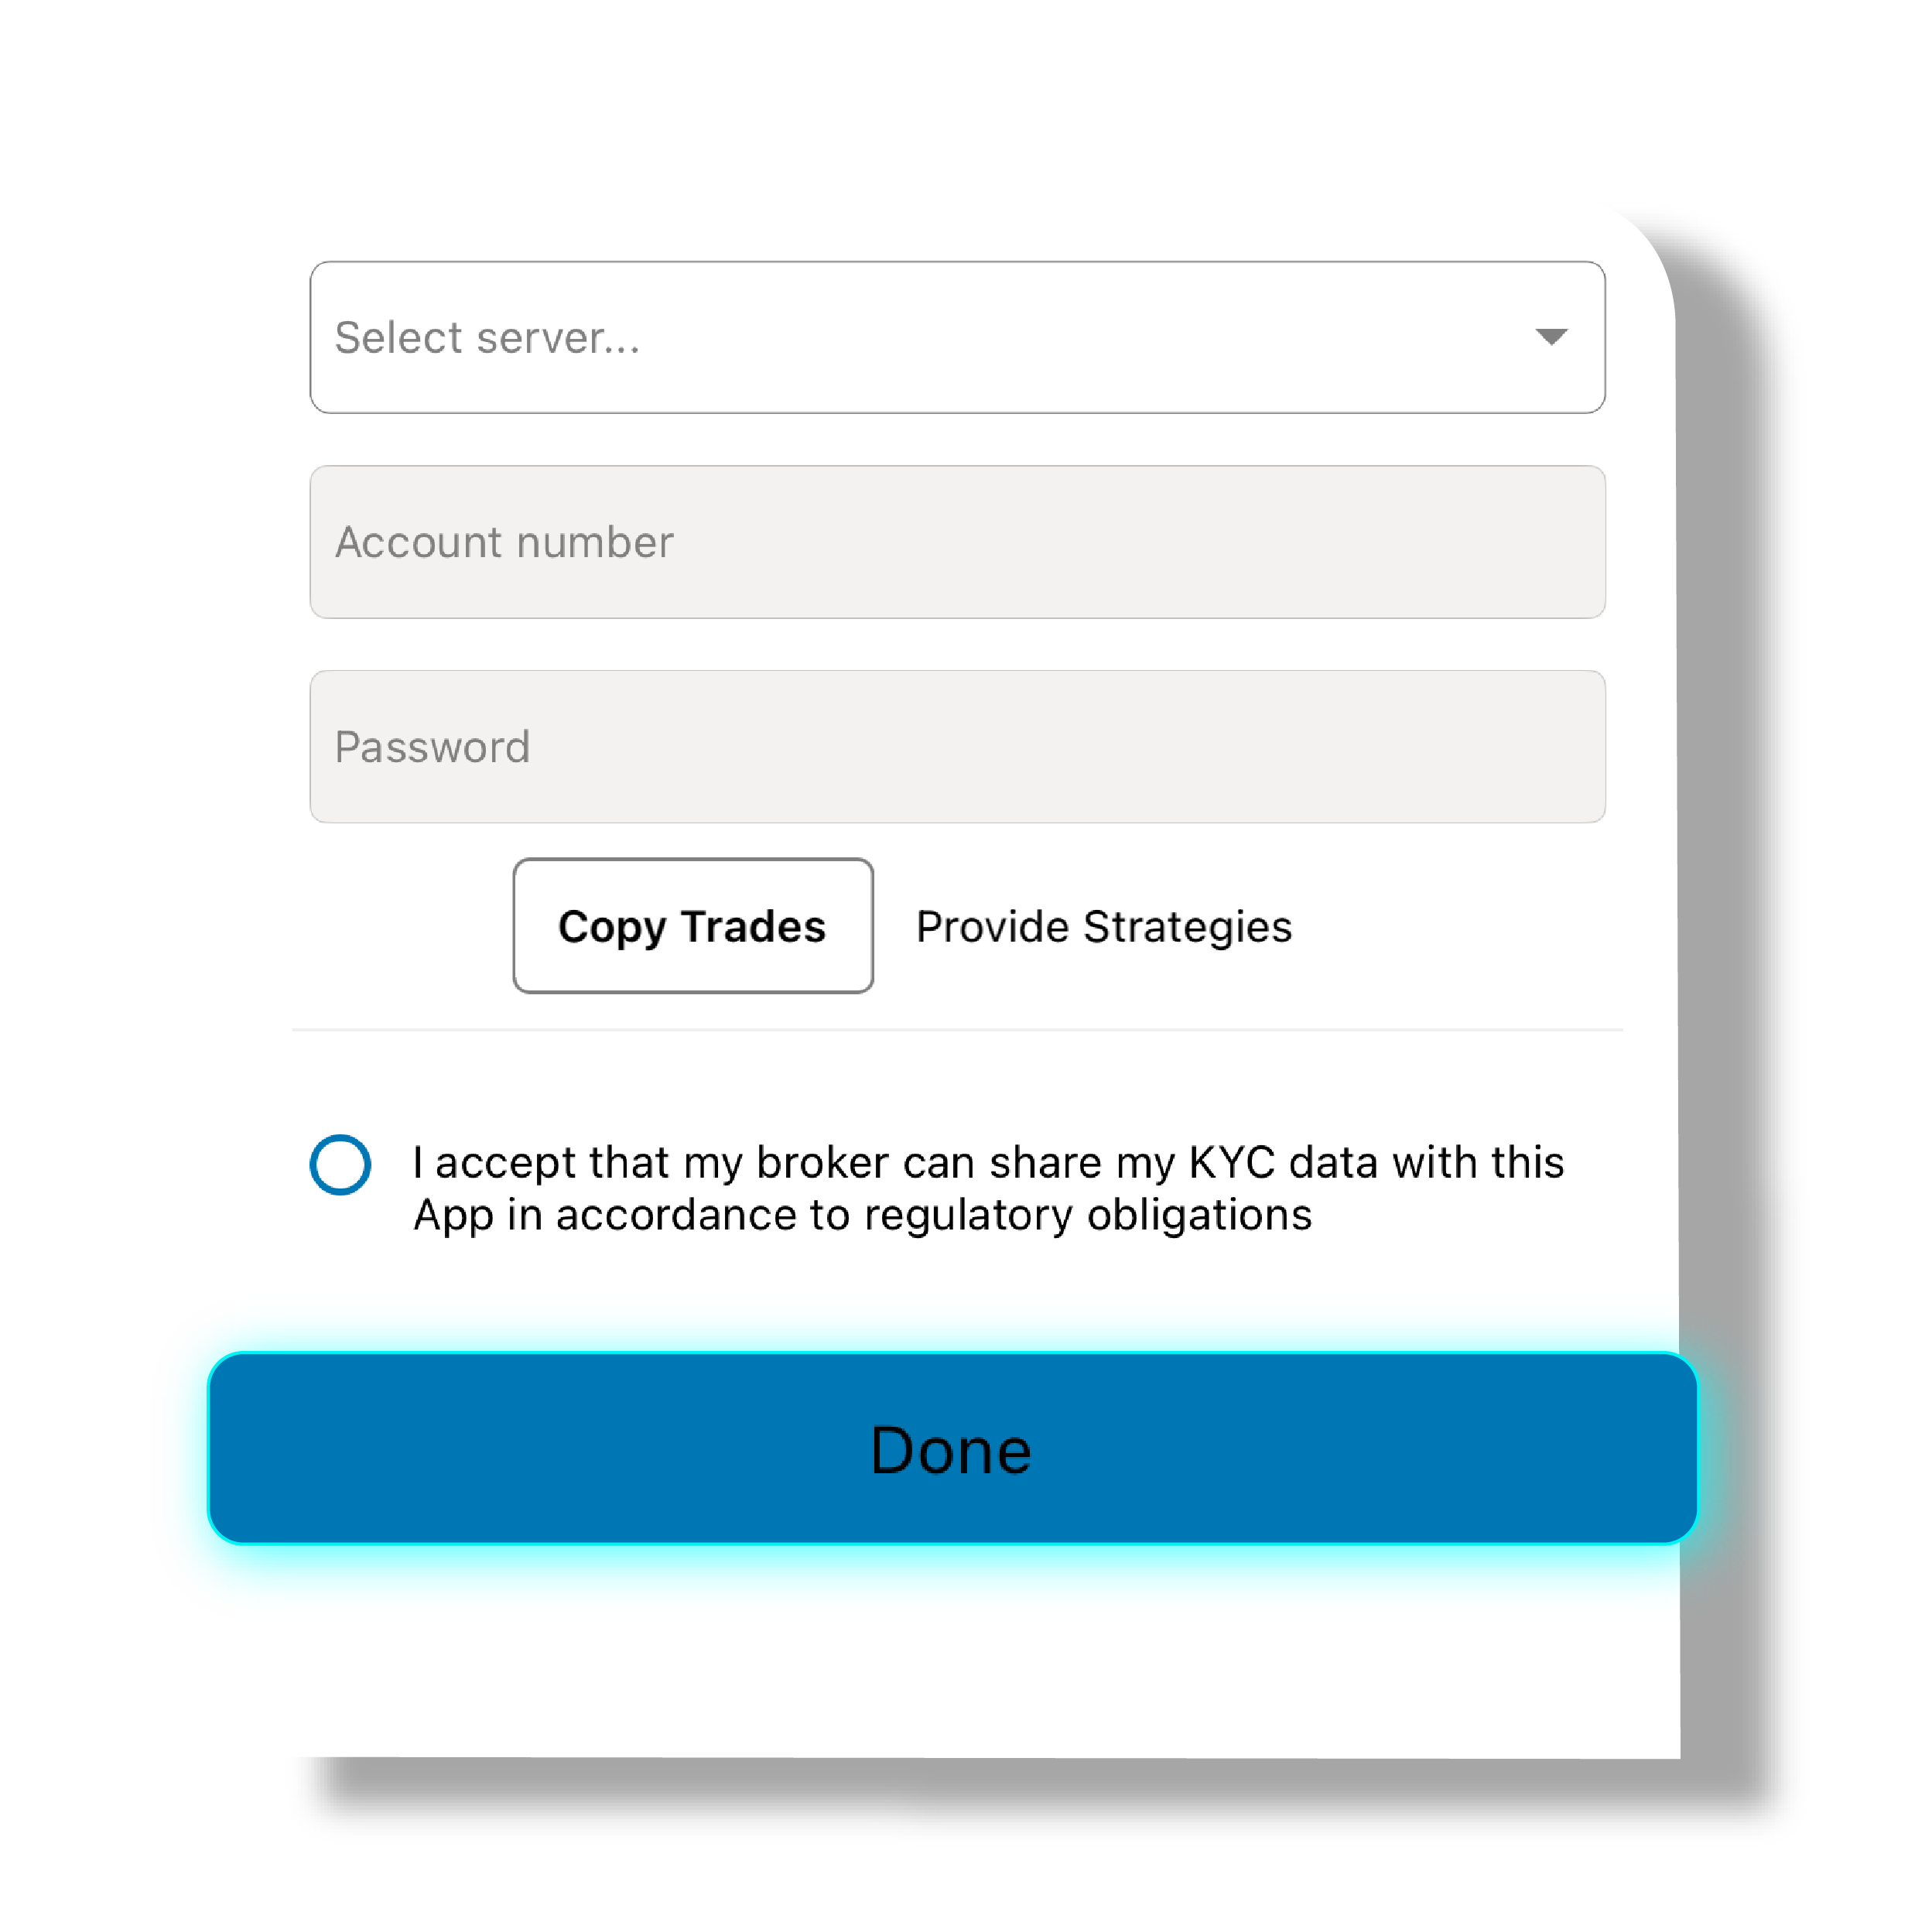 Select server...
Account number
Password
Copy Trades Provide Strategies
I accept that my broker can share my KYC data with this
App in accordance to regulatory obligations
Done